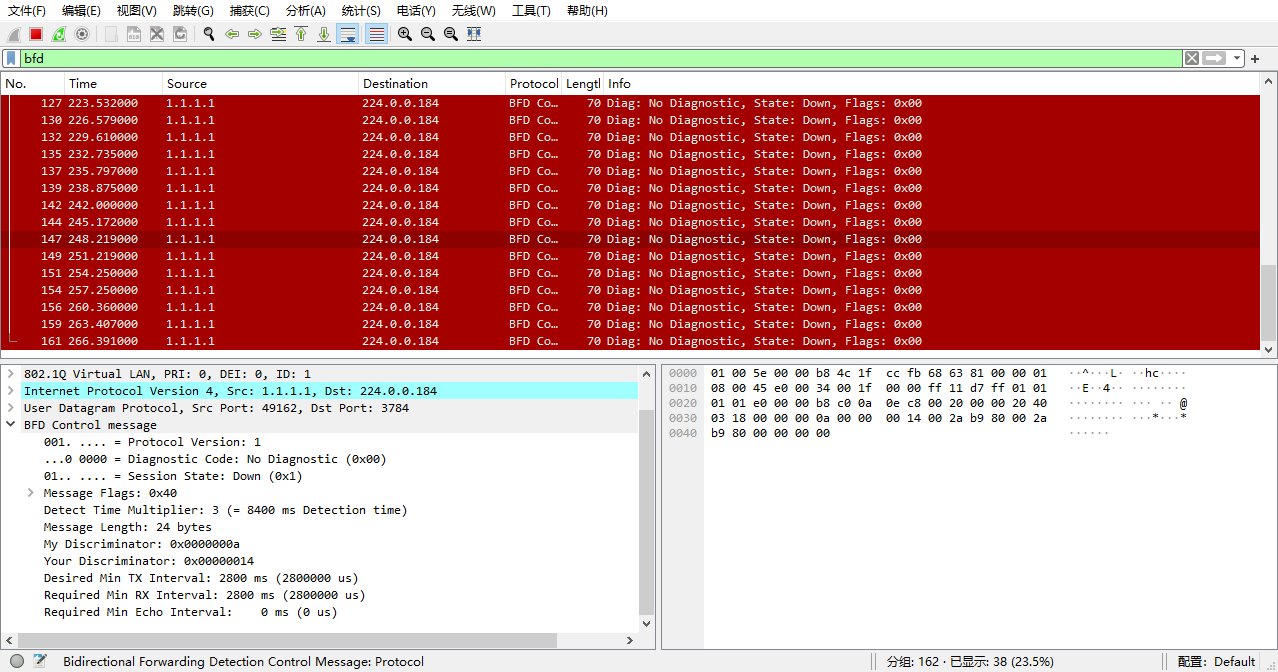 文件(F) 编辑(E) 视图(V) 跳转(G) 捕获(C) 分析(A) 统计(S) 电话(Y) 无线(W) 工具(T) 帮助(H)
bfd
No. Time Source Destination Protocol Length Info
127 223.532000 1.1.1.1 224.0.0.184 BFD Co… 70 Diag: No Diagnostic, State: Down, Flags: 0x00
130 226.579000 1.1.1.1 224.0.0.184 BFD Co… 70 Diag: No Diagnostic, State: Down, Flags: 0x00
132 229.610000 1.1.1.1 224.0.0.184 BFD Co… 70 Diag: No Diagnostic, State: Down, Flags: 0x00
135 232.735000 1.1.1.1 224.0.0.184 BFD Co… 70 Diag: No Diagnostic, State: Down, Flags: 0x00
137 235.797000 1.1.1.1 224.0.0.184 BFD Co… 70 Diag: No Diagnostic, State: Down, Flags: 0x00
139 238.875000 1.1.1.1 224.0.0.184 BFD Co… 70 Diag: No Diagnostic, State: Down, Flags: 0x00
142 242.000000 1.1.1.1 224.0.0.184 BFD Co… 70 Diag: No Diagnostic, State: Down, Flags: 0x00
144 245.172000 1.1.1.1 224.0.0.184 BFD Co… 70 Diag: No Diagnostic, State: Down, Flags: 0x00
147 248.219000 1.1.1.1 224.0.0.184 BFD Co… 70 Diag: No Diagnostic, State: Down, Flags: 0x00
149 251.219000 1.1.1.1 224.0.0.184 BFD Co… 70 Diag: No Diagnostic, State: Down, Flags: 0x00
151 254.250000 1.1.1.1 224.0.0.184 BFD Co… 70 Diag: No Diagnostic, State: Down, Flags: 0x00
154 257.250000 1.1.1.1 224.0.0.184 BFD Co… 70 Diag: No Diagnostic, State: Down, Flags: 0x00
156 260.360000 1.1.1.1 224.0.0.184 BFD Co… 70 Diag: No Diagnostic, State: Down, Flags: 0x00
159 263.407000 1.1.1.1 224.0.0.184 BFD Co… 70 Diag: No Diagnostic, State: Down, Flags: 0x00
161 266.391000 1.1.1.1 224.0.0.184 BFD Co… 70 Diag: No Diagnostic, State: Down, Flags: 0x00
802.1Q Virtual LAN, PRI: 0, DEI: 0, ID: 1
Internet Protocol Version 4, Src: 1.1.1.1, Dst: 224.0.0.184
User Datagram Protocol, Src Port: 49162, Dst Port: 3784
BFD Control message
001. .... = Protocol Version: 1
...0 0000 = Diagnostic Code: No Diagnostic (0x00)
01.. .... = Session State: Down (0x1)
Message Flags: 0x40
Detect Time Multiplier: 3 (= 8400 ms Detection time)
Message Length: 24 bytes
My Discriminator: 0x0000000a
Your Discriminator: 0x00000014
Desired Min TX Interval: 2800 ms (2800000 us)
Required Min RX Interval: 2800 ms (2800000 us)
Required Min Echo Interval: 0 ms (0 us)
0000 01 00 5e 00 00 b8 4c 1f cc fb 68 63 81 00 00 01 ··^···L· ··hc····
0010 08 00 45 e0 00 34 00 1f 00 00 ff 11 d7 ff 01 01 ··E··4·· ········
0020 01 01 e0 00 00 b8 c0 0a 0e c8 00 20 00 00 20 40 ········ ··· ·· @
0030 03 18 00 00 00 0a 00 00 00 14 00 2a b9 80 00 2a ········ ···*···*
0040 b9 80 00 00 00 00 ······
Bidirectional Forwarding Detection Control Message: Protocol 分组: 162 · 已显示: 38 (23.5%) 配置: Default